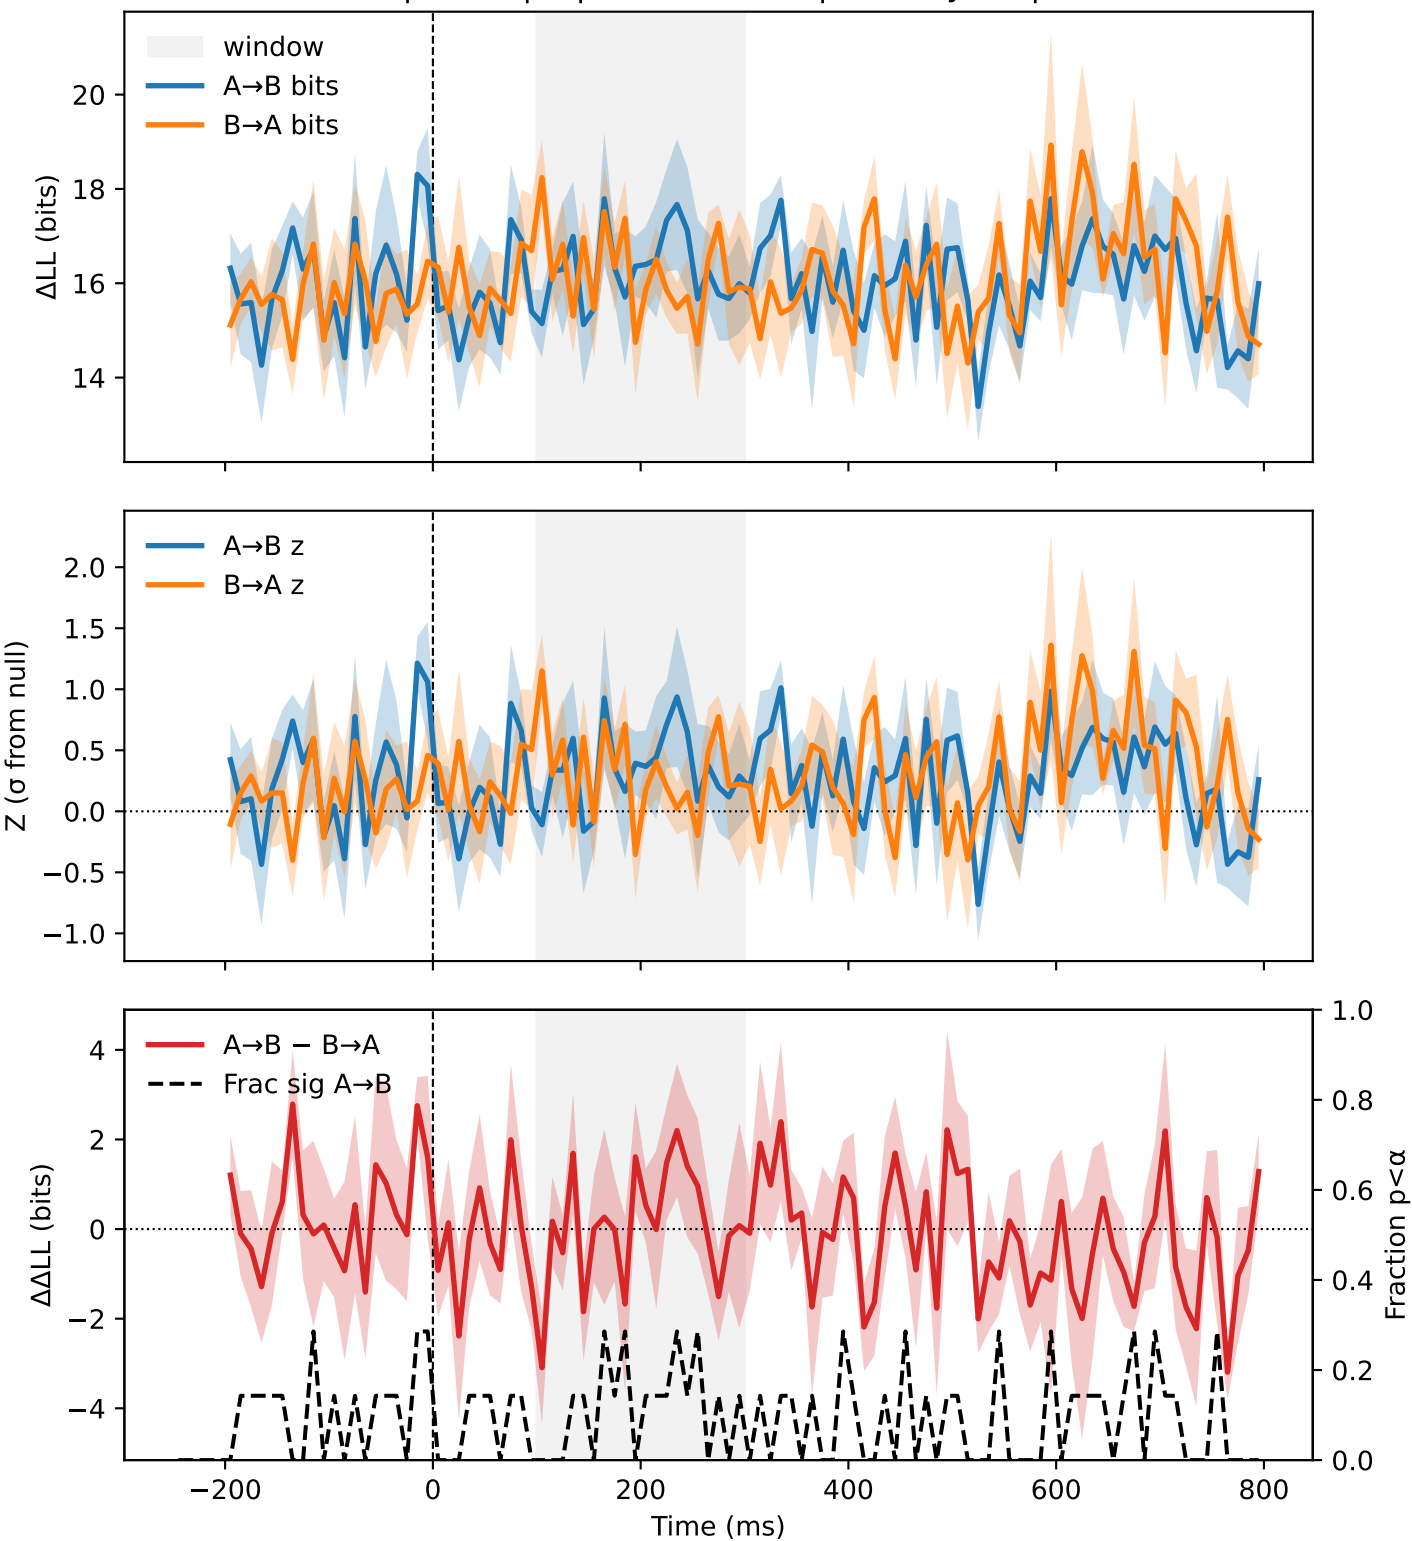 window
A→B bits
B→A bits
20
18
16
14
ΔLL (bits)
A→B z
B→A z
2.0
1.5
1.0
0.5
0.0
−0.5
−1.0
Z (σ from null)
A→B − B→A
Frac sig A→B
4
2
0
−2
−4
ΔΔLL (bits)
1.0
0.8
0.6
0.4
0.2
0.0
Fraction p<α
−200 0 200 400 600 800
Time (ms)